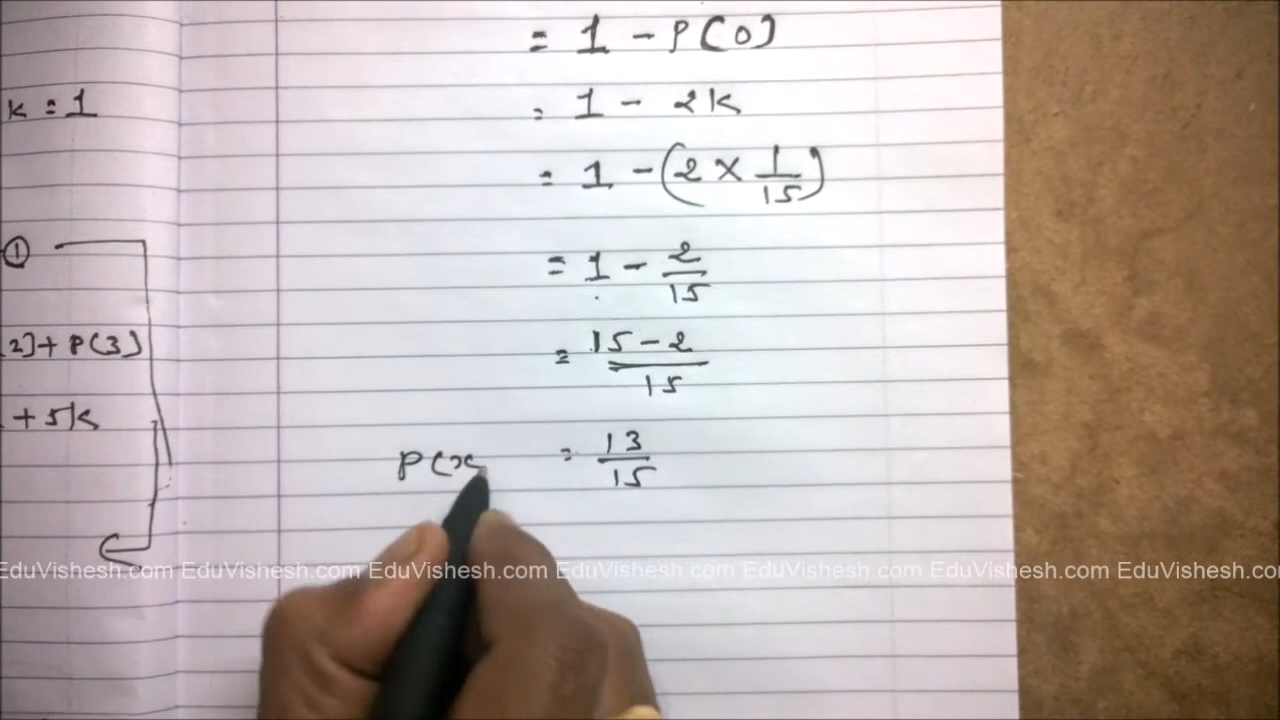 k = 1
①
2] + P(3)
+ 5k
= 1 - P(0)
= 1 - 2k
= 1 - (2 × 1/15)
= 1 - 2/15
= 15 - 2/15
P(x = 13/15
EduVishesh.com EduVishesh.com EduVishesh.com EduVishesh.com EduVishesh.com EduVishesh.com EduVishesh.co